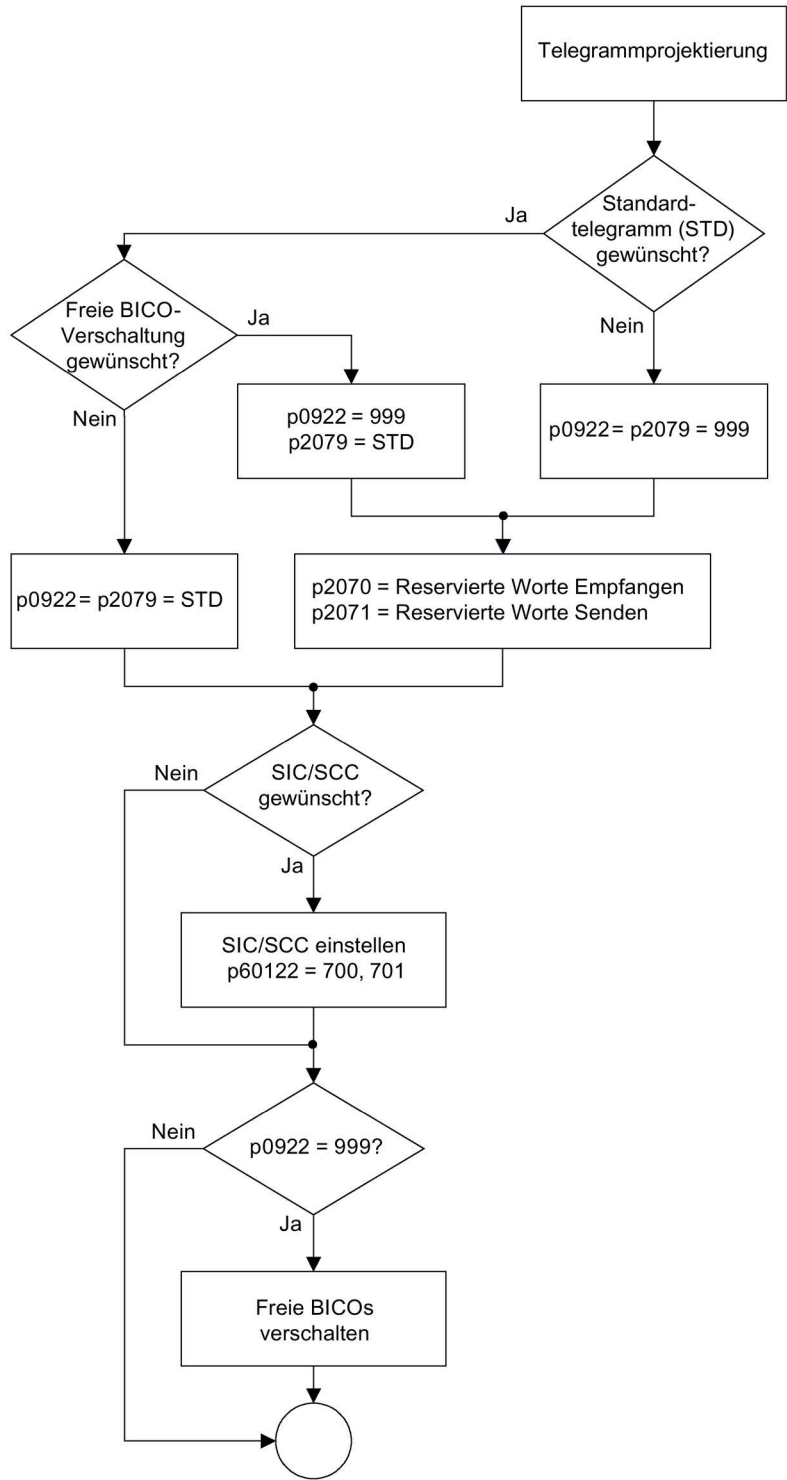 Telegrammprojektierung
Standard-
telegramm (STD)
gewünscht?
Ja
Nein
Freie BICO-
Verschaltung
gewünscht?
Ja
Nein
p0922 = 999
p2079 = STD
p0922 = p2079 = 999
p0922 = p2079 = STD
p2070 = Reservierte Worte Empfangen
p2071 = Reservierte Worte Senden
SIC/SCC
gewünscht?
Nein
Ja
SIC/SCC einstellen
p60122 = 700, 701
p0922 = 999?
Nein
Ja
Freie BICOs
verschalten